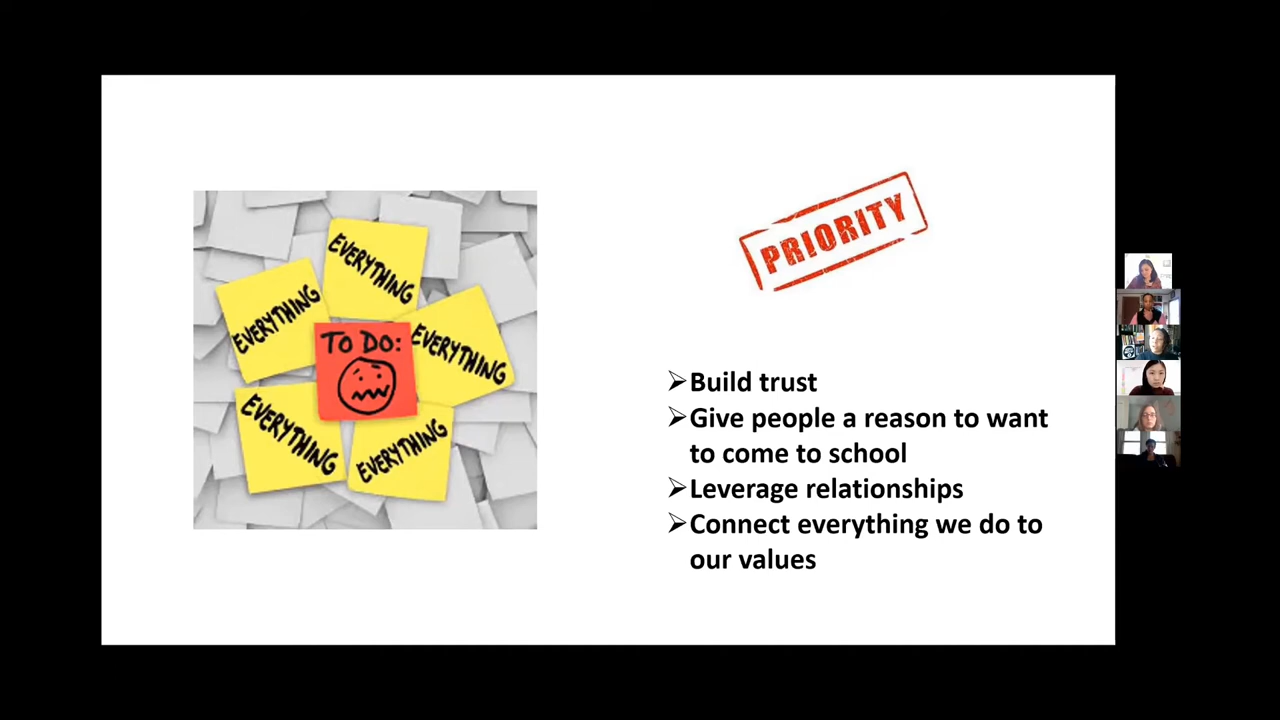 EVERYTHING
EVERYTHING
EVERYTHING
TO DO:
EVERYTHING
EVERYTHING
PRIORITY
➢Build trust
➢Give people a reason to want
to come to school
➢Leverage relationships
➢Connect everything we do to
our values